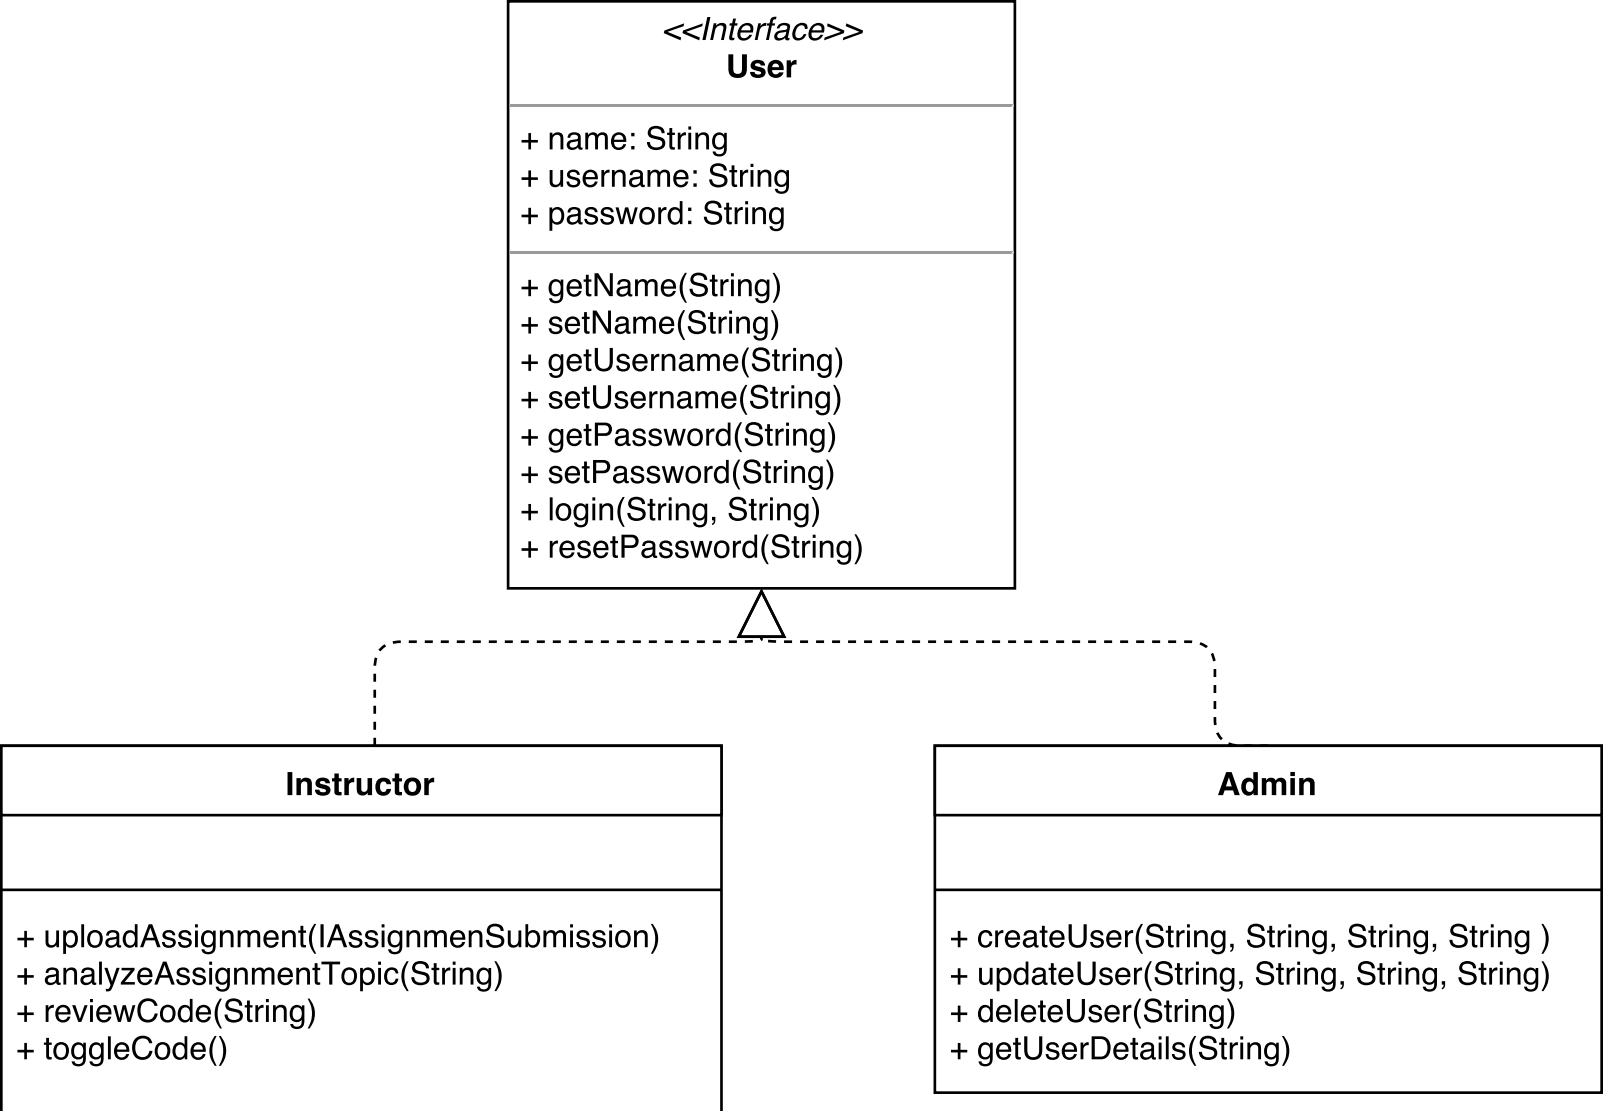 <<Interface>>
User
+ name: String
+ username: String
+ password: String
+ getName(String)
+ setName(String)
+ getUsername(String)
+ setUsername(String)
+ getPassword(String)
+ setPassword(String)
+ login(String, String)
+ resetPassword(String)
Instructor
+ uploadAssignment(IAssignmenSubmission)
+ analyzeAssignmentTopic(String)
+ reviewCode(String)
+ toggleCode()
Admin
+ createUser(String, String, String, String )
+ updateUser(String, String, String, String)
+ deleteUser(String)
+ getUserDetails(String)